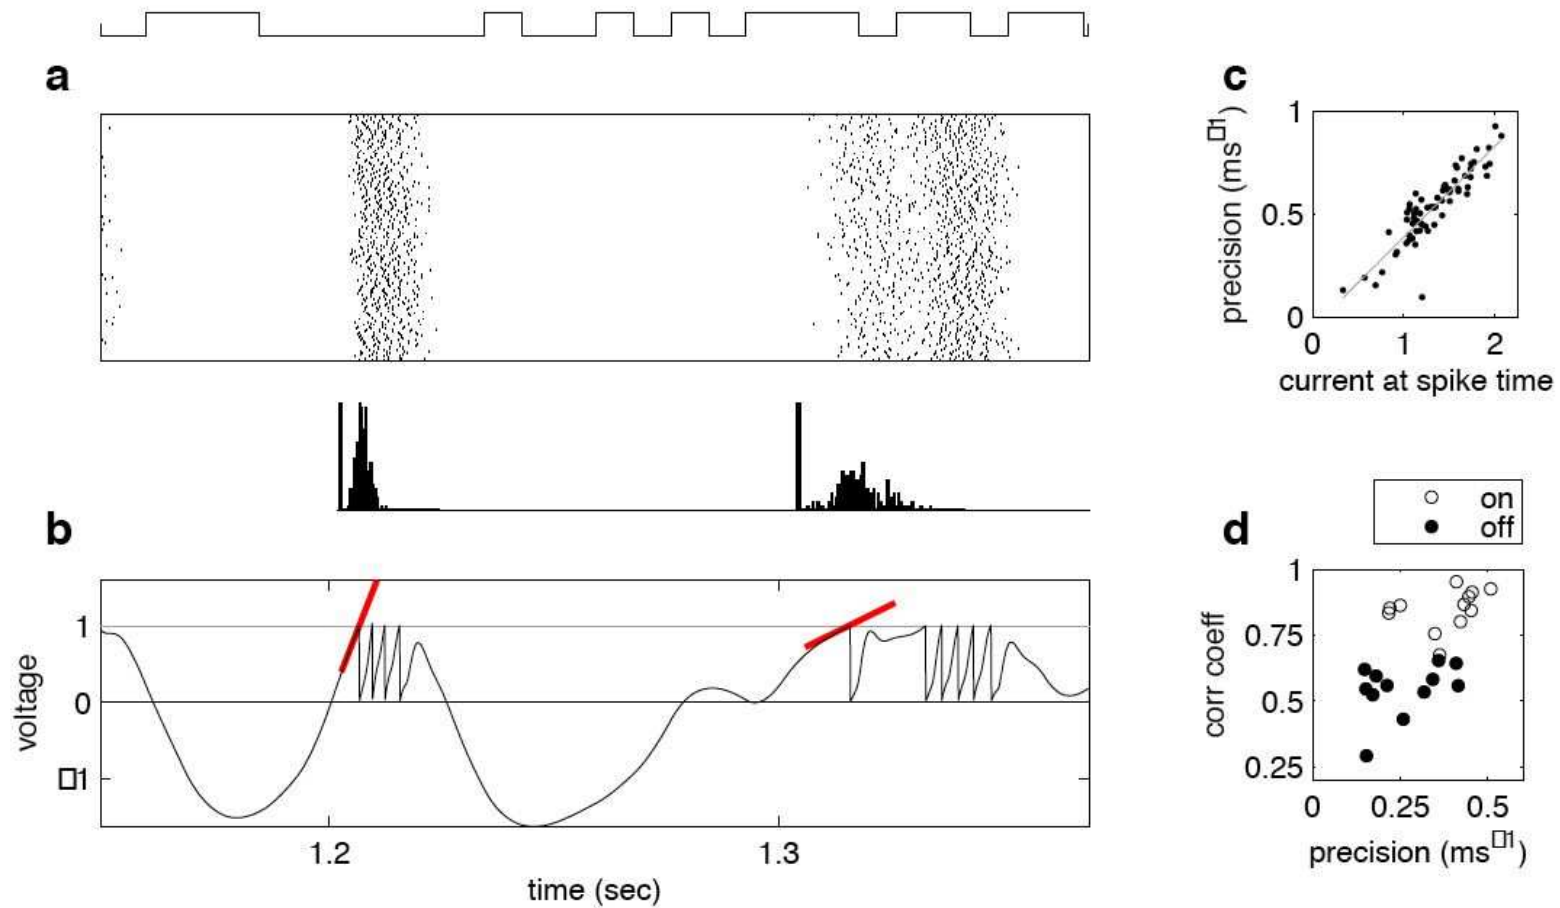 a
b
1
0
□1
voltage
1.2
1.3
time (sec)
c
1
0.5
0
precision (ms□1)
0
1
2
current at spike time
on
off
d
1
0.75
0.5
0.25
corr coeff
0
0.25
0.5
precision (ms□1)